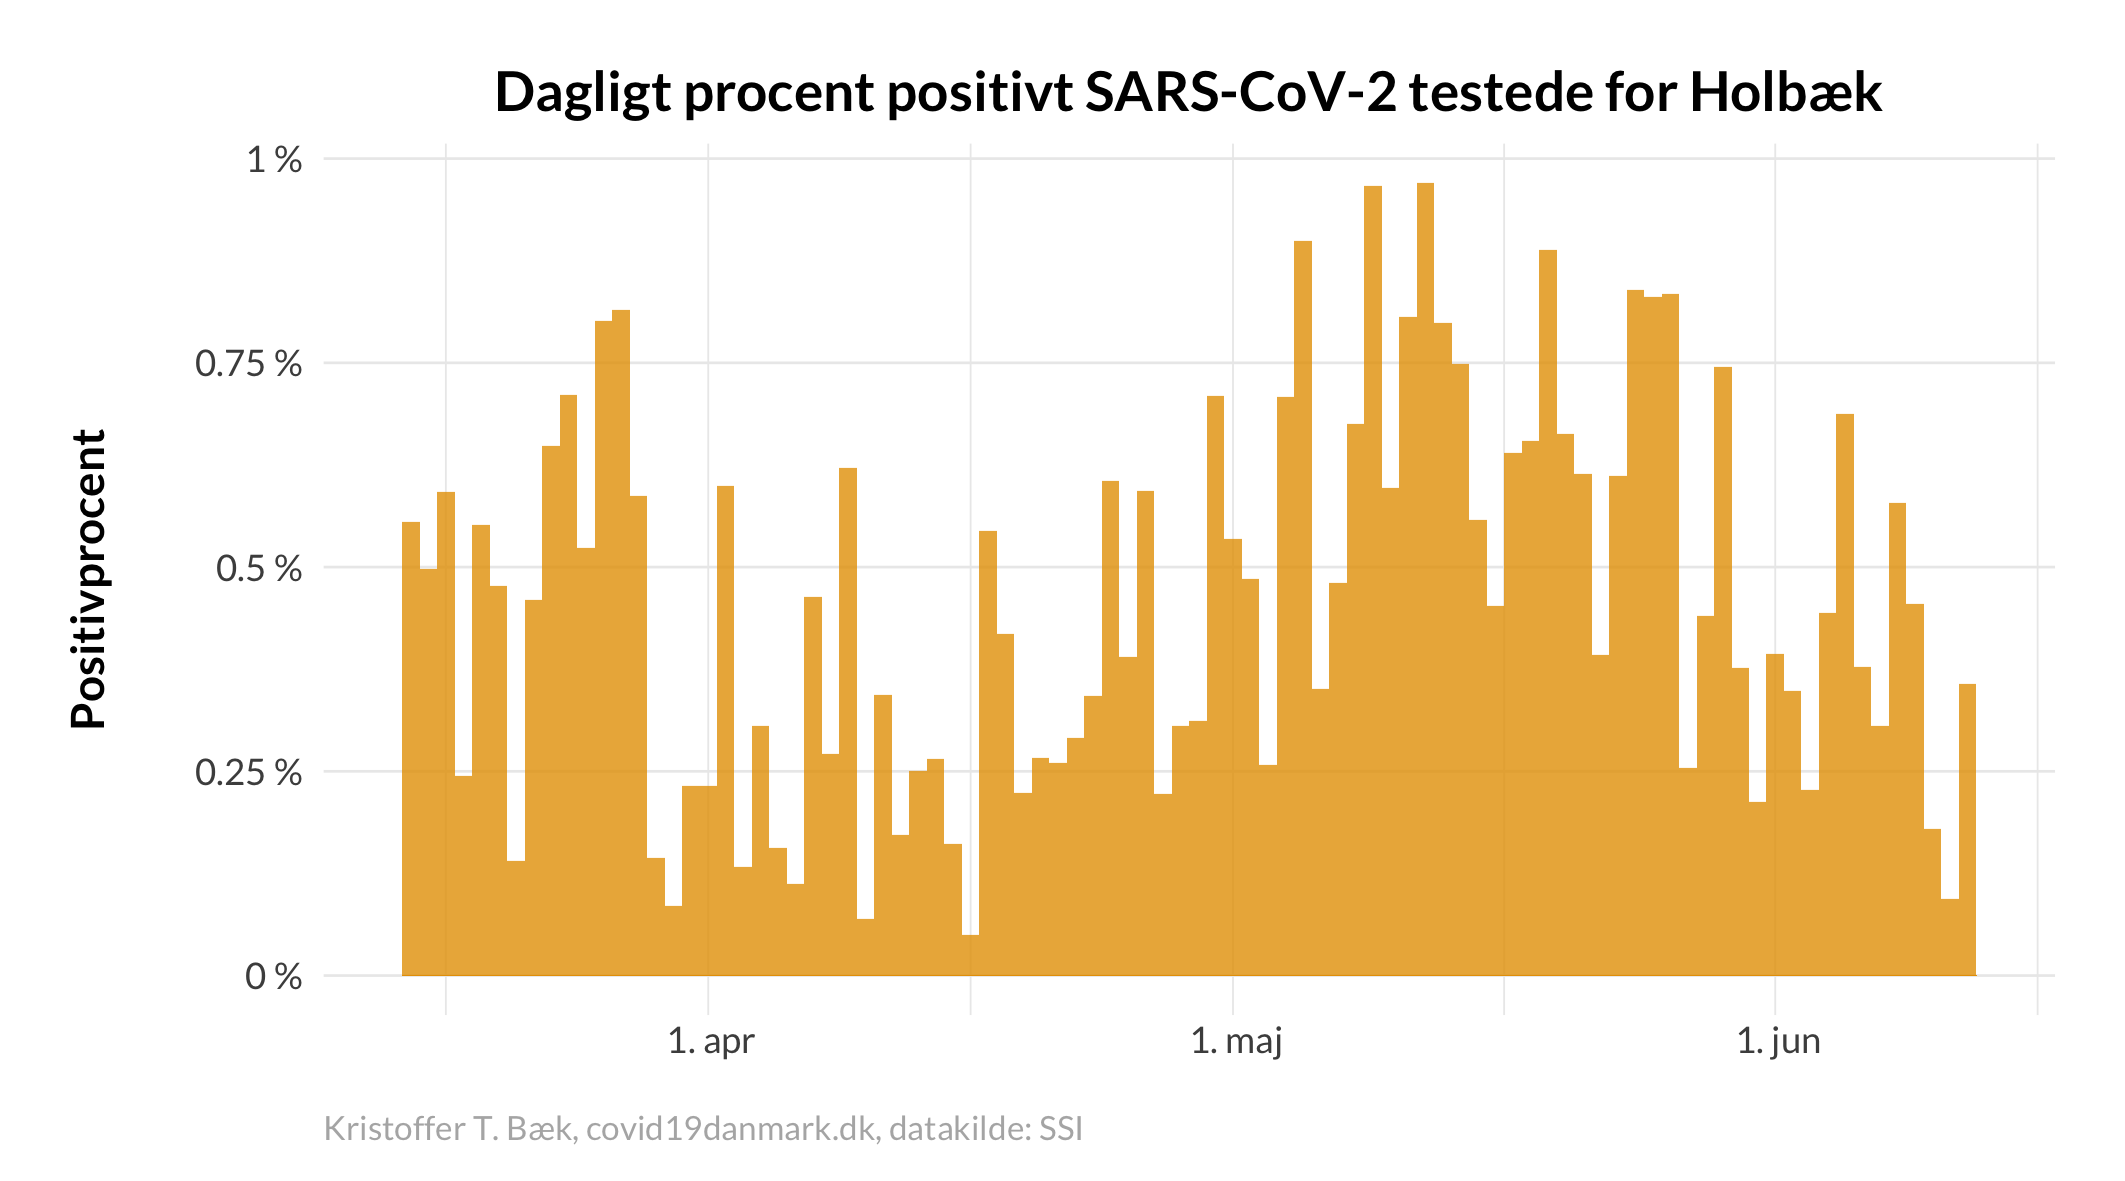 Dagligt procent positivt SARS-CoV-2 testede for Holbæk
Positivprocent
1 %
0.75 %
0.5 %
0.25 %
0 %
1. apr
1. maj
1. jun
Kristoffer T. Bæk, covid19danmark.dk, datakilde: SSI